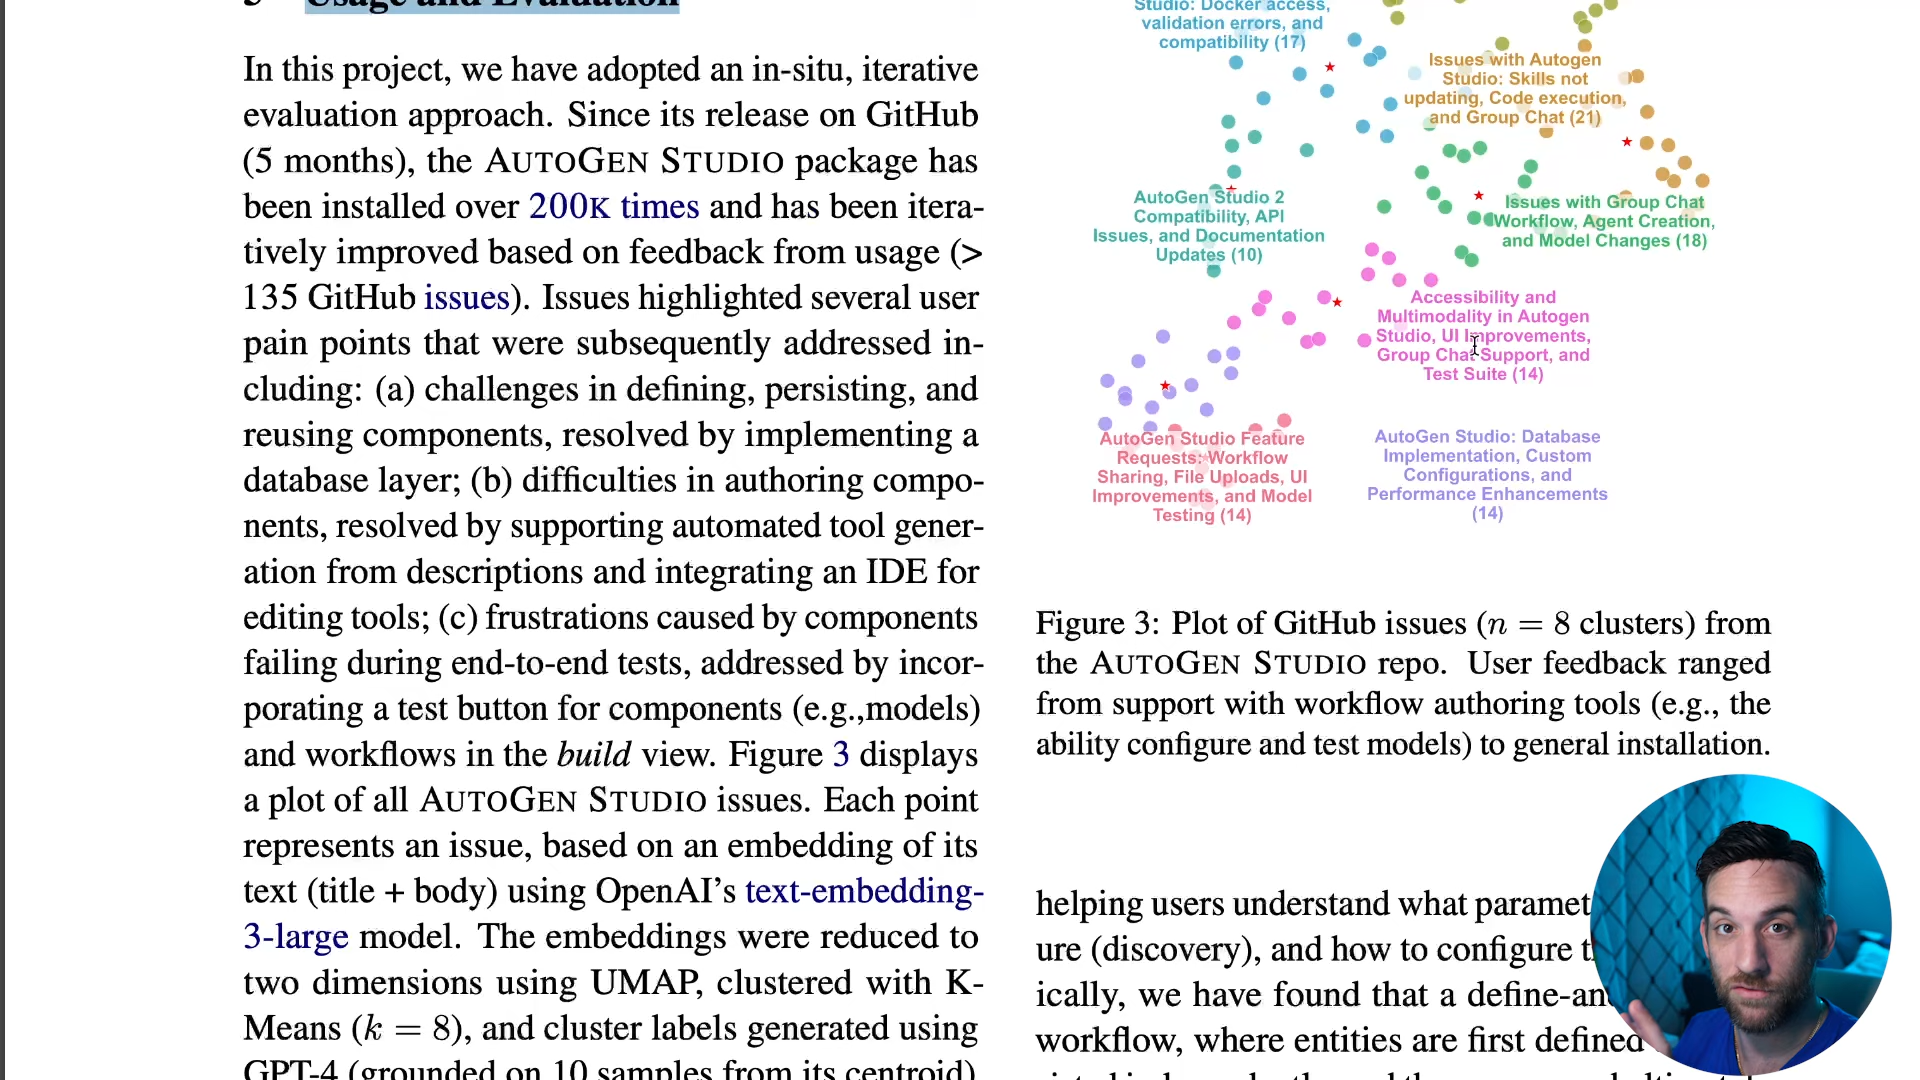 5 Usage and Evaluation
In this project, we have adopted an in-situ, iterative
evaluation approach. Since its release on GitHub
(5 months), the AUTOGEN STUDIO package has
been installed over 200K times and has been itera-
tively improved based on feedback from usage (>
135 GitHub issues). Issues highlighted several user
pain points that were subsequently addressed in-
cluding: (a) challenges in defining, persisting, and
reusing components, resolved by implementing a
database layer; (b) difficulties in authoring compo-
nents, resolved by supporting automated tool gener-
ation from descriptions and integrating an IDE for
editing tools; (c) frustrations caused by components
failing during end-to-end tests, addressed by incor-
porating a test button for components (e.g.,models)
and workflows in the build view. Figure 3 displays
a plot of all AUTOGEN STUDIO issues. Each point
represents an issue, based on an embedding of its
text (title + body) using OpenAI’s text-embedding-
3-large model. The embeddings were reduced to
two dimensions using UMAP, clustered with K-
Means (k = 8), and cluster labels generated using
GPT-4 (grounded on 10 samples from its centroid).
Studio: Docker access,
validation errors, and
compatibility (17)
Issues with Autogen
Studio: Skills not
updating, Code execution,
and Group Chat (21)
AutoGen Studio 2
Compatibility, API
Issues, and Documentation
Updates (10)
Issues with Group Chat
Workflow, Agent Creation,
and Model Changes (18)
Accessibility and
Multimodality in Autogen
Studio, UI Improvements,
Group Chat Support, and
Test Suite (14)
AutoGen Studio Feature
Requests: Workflow
Sharing, File Uploads, UI
Improvements, and Model
Testing (14)
AutoGen Studio: Database
Implementation, Custom
Configurations, and
Performance Enhancements
(14)
Figure 3: Plot of GitHub issues (n = 8 clusters) from
the AUTOGEN STUDIO repo. User feedback ranged
from support with workflow authoring tools (e.g., the
ability configure and test models) to general installation.
helping users understand what paramet
ure (discovery), and how to configure
ically, we have found that a define-an
workflow, where entities are first defined